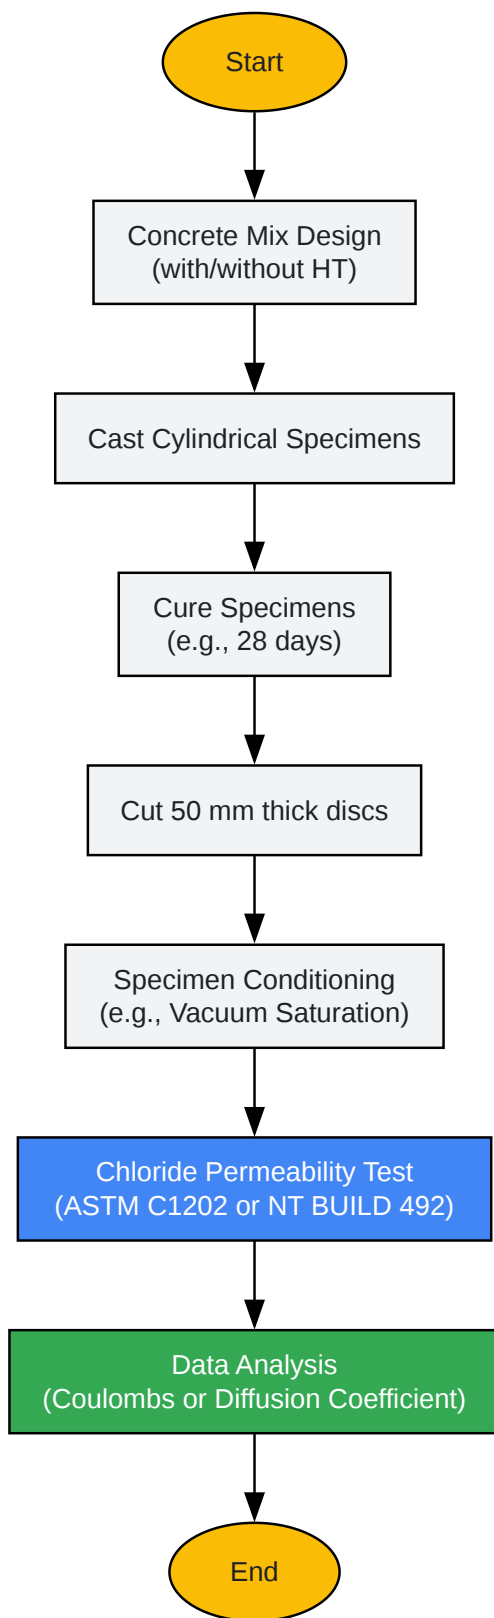 Start
Concrete Mix Design
(with/without HT)
Cast Cylindrical Specimens
Cure Specimens
(e.g., 28 days)
Cut 50 mm thick discs
Specimen Conditioning
(e.g., Vacuum Saturation)
Chloride Permeability Test
(ASTM C1202 or NT BUILD 492)
Data Analysis
(Coulombs or Diffusion Coefficient)
End